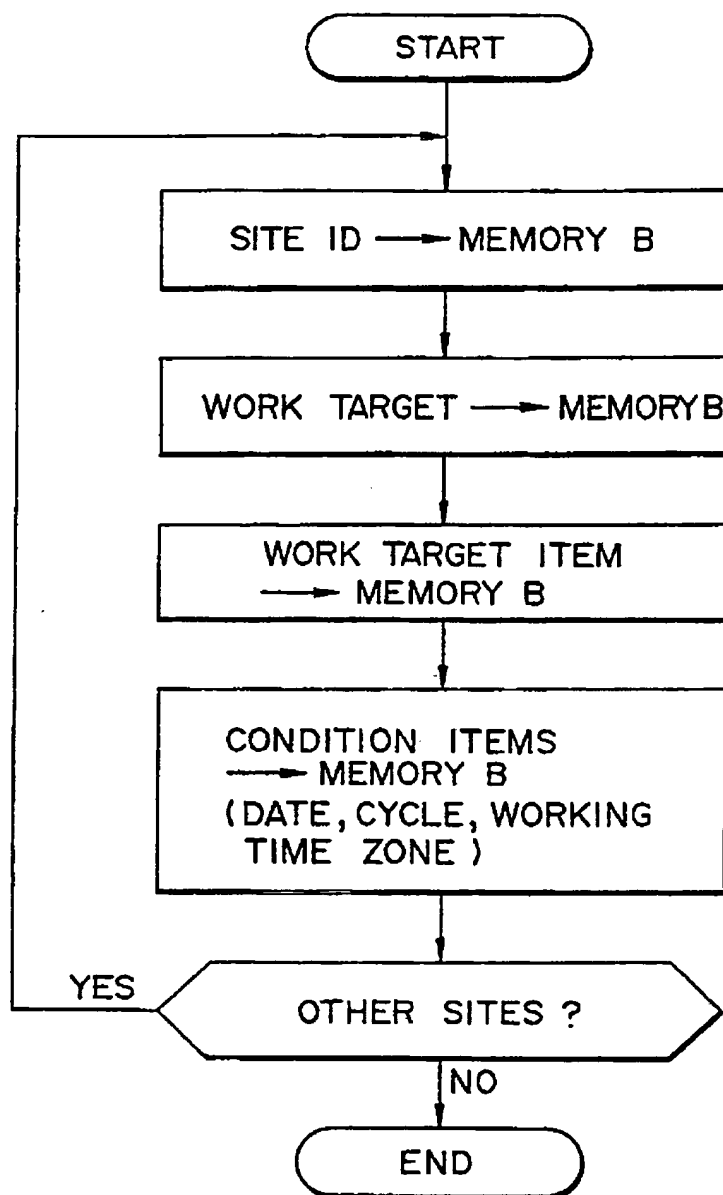 START
SITE ID → MEMORY B
WORK TARGET → MEMORY B
WORK TARGET ITEM
→ MEMORY B
CONDITION ITEMS
→ MEMORY B
(DATE, CYCLE, WORKING
TIME ZONE)
YES
OTHER SITES ?
NO
END